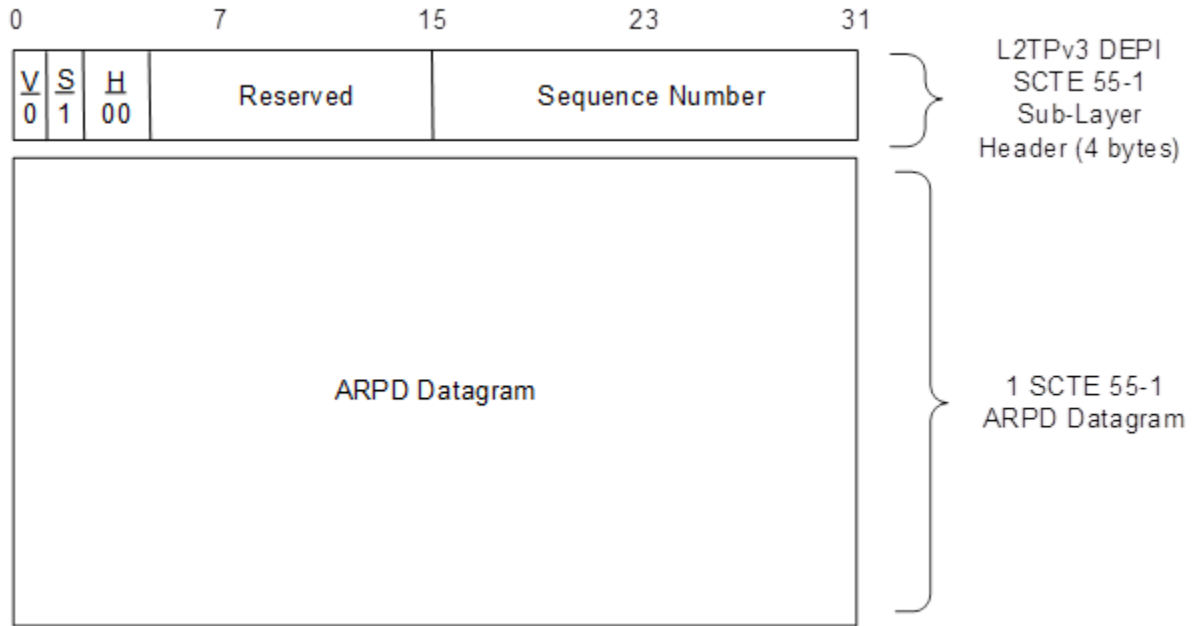 0 7 15 23 31
V S H Reserved Sequence Number
0 1 00
L2TPv3 DEPI
SCTE 55-1
Sub-Layer
Header (4 bytes)
ARPD Datagram
1 SCTE 55-1
ARPD Datagram